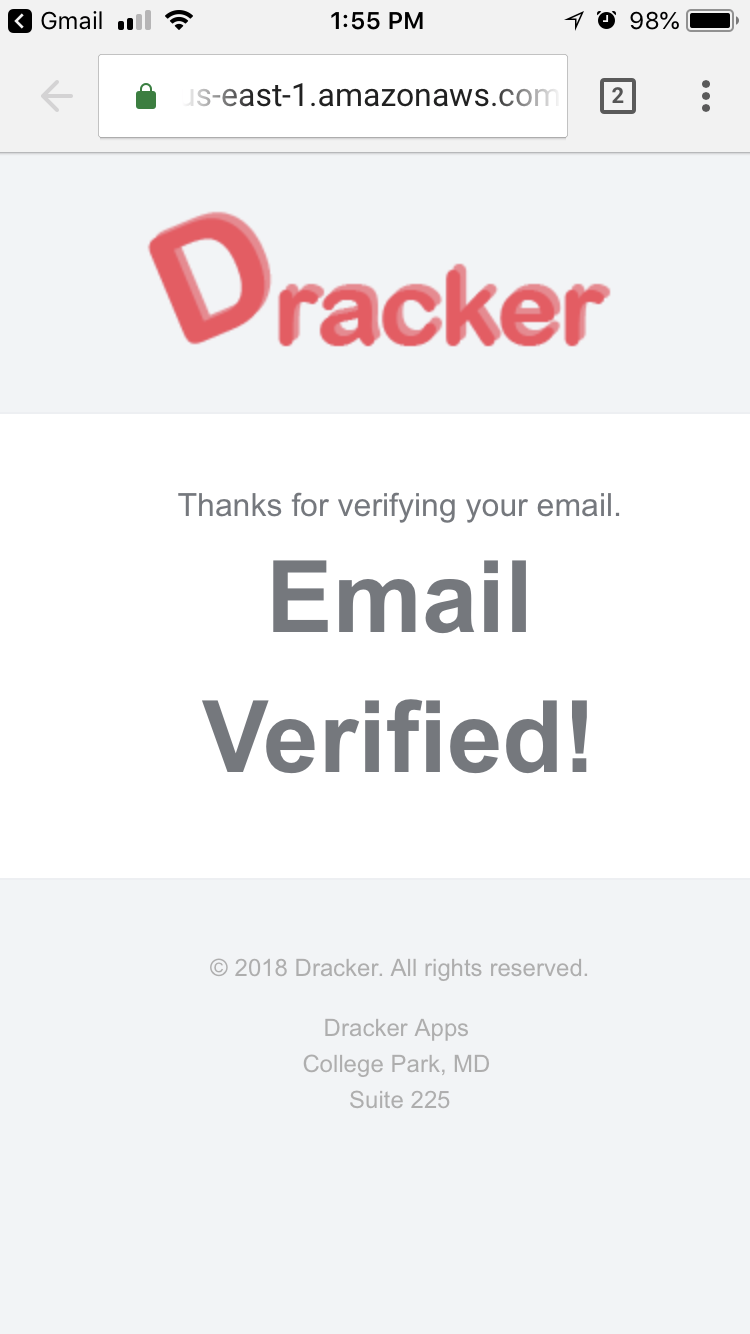 Gmail 1:55 PM 98%
us-east-1.amazonaws.com 2
Dracker
Thanks for verifying your email.
Email
Verified!
© 2018 Dracker. All rights reserved.
Dracker Apps
College Park, MD
Suite 225